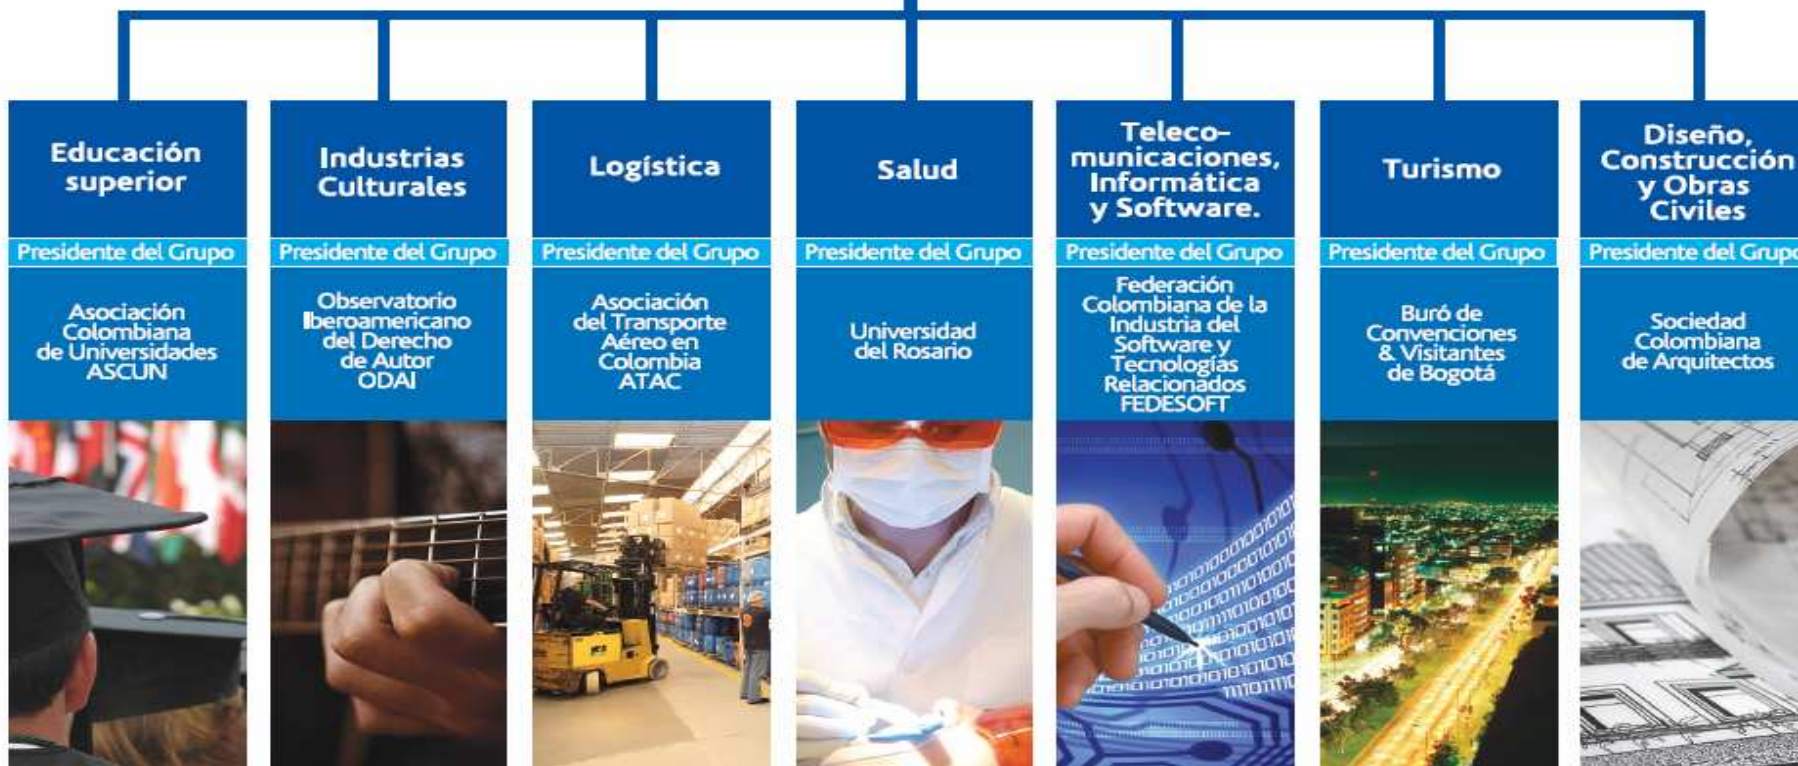 Educación
superior
Presidente del Grupo
Asociación
Colombiana
de Universidades
ASCUN
Industrias
Culturales
Presidente del Grupo
Observatorio
Iberoamericano
del Derecho
de Autor
ODAI
Logística
Presidente del Grupo
Asociación
del Transporte
Aéreo en
Colombia
ATAC
Salud
Presidente del Grupo
Universidad
del Rosario
Teleco-
municaciones,
Informática
y Software.
Presidente del Grupo
Federación
Colombiana de la
Industria del
Software y
Tecnologías
Relacionados
FEDESOFT
Turismo
Presidente del Grupo
Buró de
Convenciones
& Visitantes
de Bogotá
Diseño,
Construcción
y Obras
Civiles
Presidente del Grupo
Sociedad
Colombiana
de Arquitectos